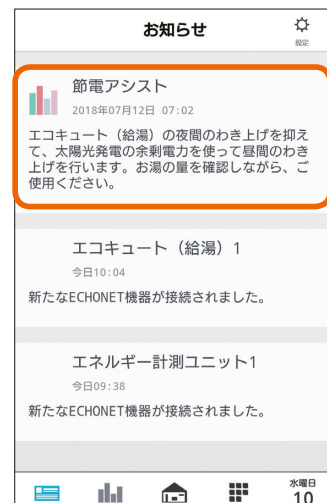 お知らせ
設定
節電アシスト
2018年07月12日 07:02
エコキュート（給湯）の夜間のわき上げを抑え
て、太陽光発電の余剰電力を使って昼間のわき
上げを行います。お湯の量を確認しながら、ご
使用ください。
エコキュート（給湯）1
今日10:04
新たなECHONET機器が接続されました。
エネルギー計測ユニット1
今日09:38
新たなECHONET機器が接続されました。
水曜日
10